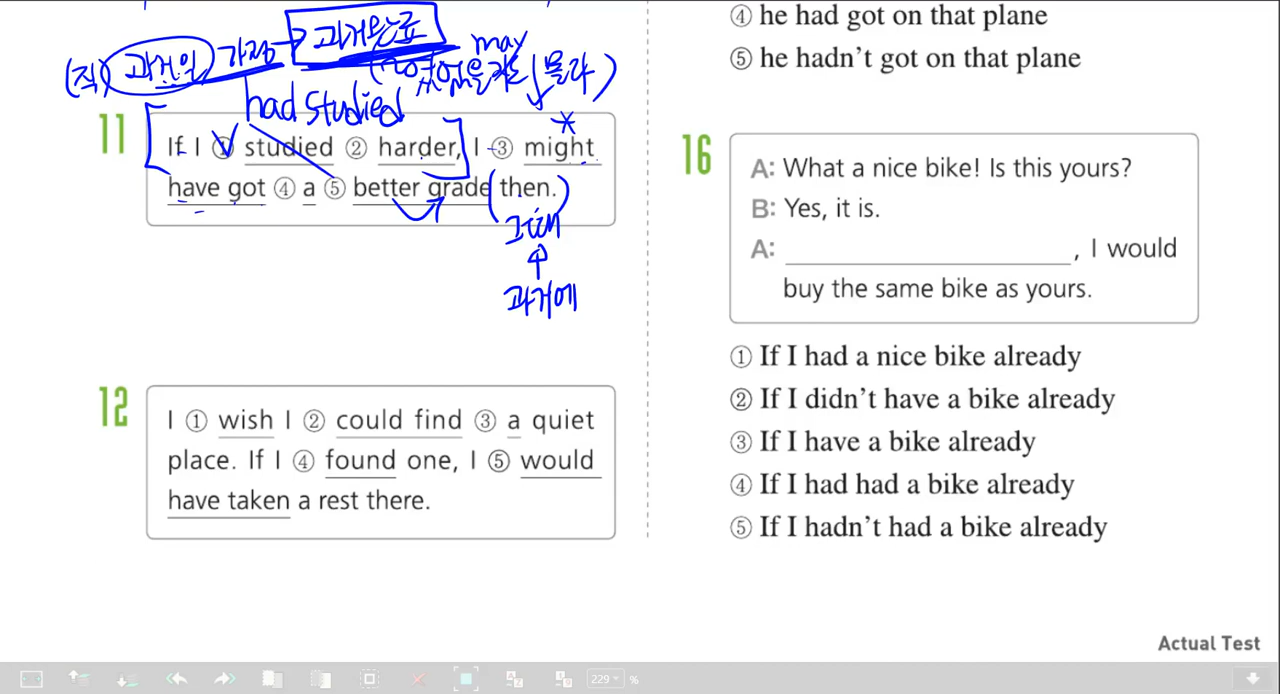 ④ he had got on that plane
⑤ he hadn't got on that plane
(직) 과거의 가정 → 과거완료
may
몰라)
had studied
11
If I ① studied ② harder, I ③ might
have got ④ a ⑤ better grade then.
그때
↑
과거에
12
I ① wish I ② could find ③ a quiet
place. If I ④ found one, I ⑤ would
have taken a rest there.
16
A: What a nice bike! Is this yours?
B: Yes, it is.
A: ____________________, I would
buy the same bike as yours.
① If I had a nice bike already
② If I didn't have a bike already
③ If I have a bike already
④ If I had had a bike already
⑤ If I hadn't had a bike already
Actual Test
229 %